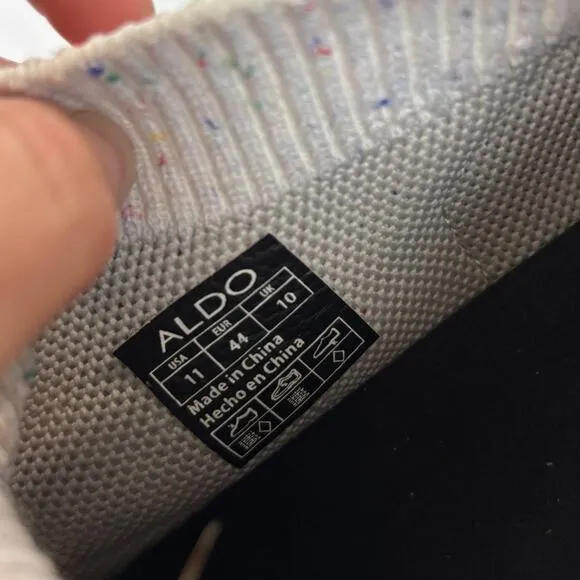 ALDO
USA EUR UK
11 44 10
Made in China
Hecho en China